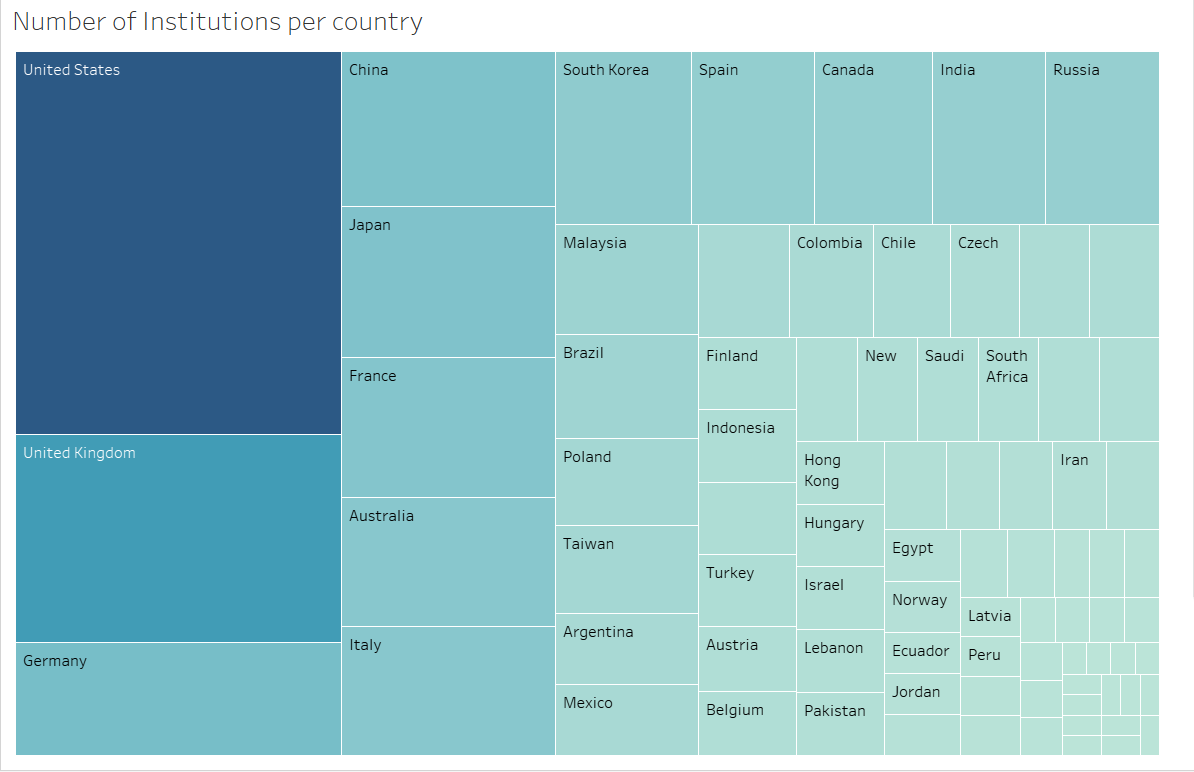 Number of Institutions per country
United States
United Kingdom
Germany
China
Japan
France
Australia
Italy
South Korea
Spain
Canada
India
Russia
Malaysia
Brazil
Poland
Taiwan
Argentina
Mexico
Colombia
Chile
Czech
Finland
Indonesia
Turkey
Austria
Belgium
New
Saudi
South
Africa
Hong
Kong
Hungary
Israel
Lebanon
Pakistan
Iran
Egypt
Norway
Ecuador
Jordan
Latvia
Peru